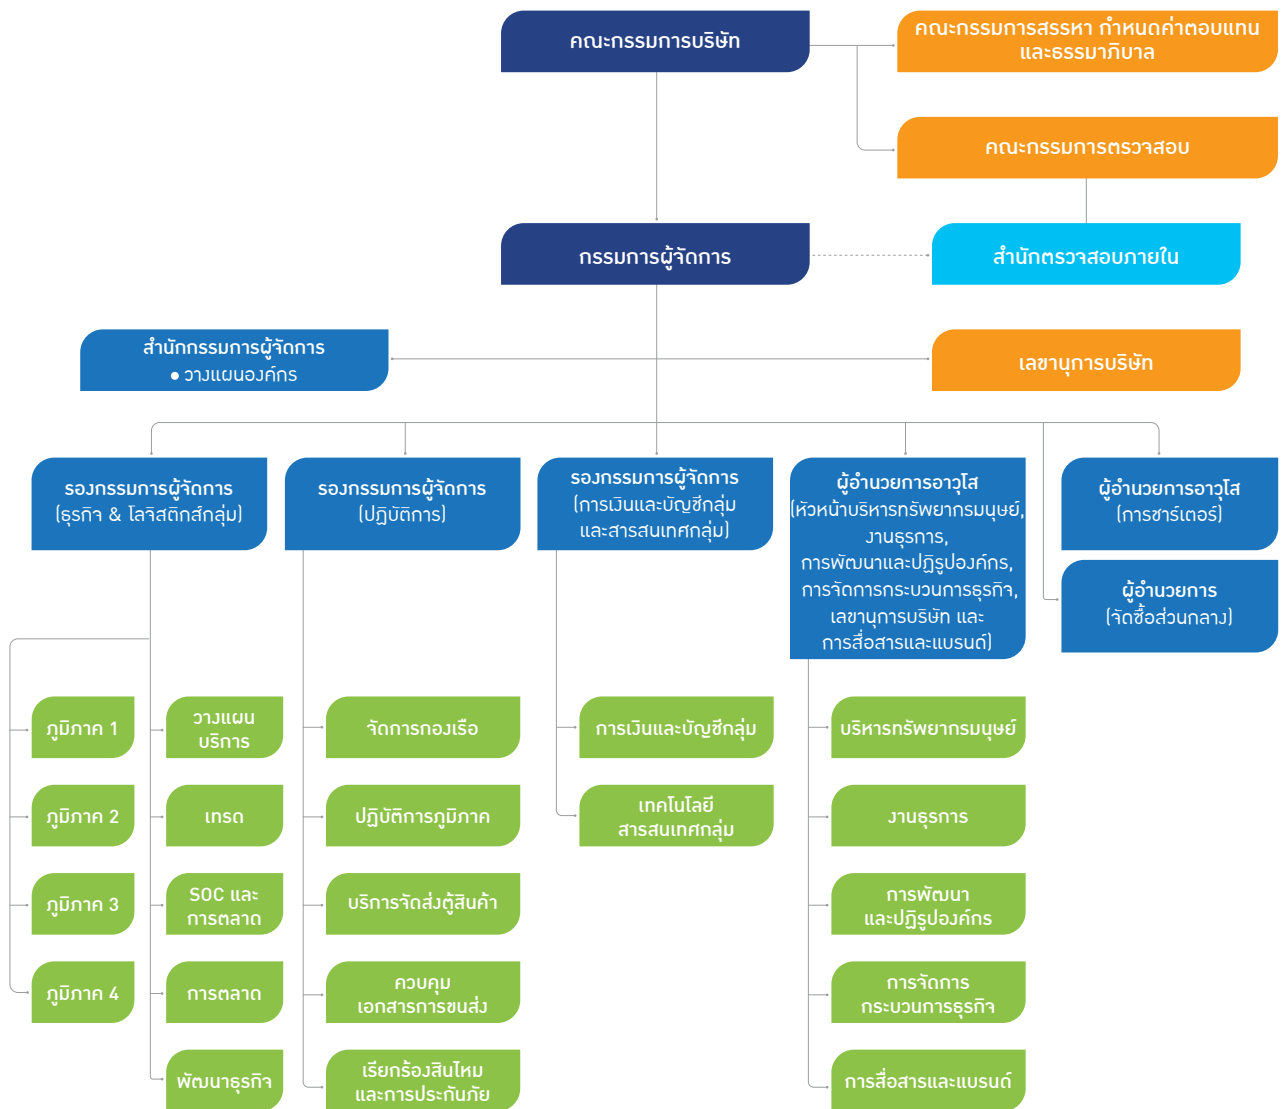 คณะกรรมการบริษัท
คณะกรรมการสรรหา กำหนดค่าตอบแทน
และธรรมาภิบาล
คณะกรรมการตรวจสอบ
กรรมการผู้จัดการ
สำนักตรวจสอบภายใน
สำนักกรรมการผู้จัดการ
• วางแผนองค์กร
เลขานุการบริษัท
รองกรรมการผู้จัดการ
(ธุรกิจ & โลจิสติกส์กลุ่ม)
รองกรรมการผู้จัดการ
(ปฏิบัติการ)
รองกรรมการผู้จัดการ
(การเงินและบัญชีกลุ่ม
และสารสนเทศกลุ่ม)
ผู้อำนวยการอาวุโส
(หัวหน้าบริหารทรัพยากรมนุษย์,
งานธุรการ,
การพัฒนาและปฏิรูปองค์กร,
การจัดการกระบวนการธุรกิจ,
เลขานุการบริษัท และ
การสื่อสารและแบรนด์)
ผู้อำนวยการอาวุโส
(การชาร์เตอร์)
ผู้อำนวยการ
(จัดซื้อส่วนกลาง)
ภูมิภาค 1
ภูมิภาค 2
ภูมิภาค 3
ภูมิภาค 4
วางแผน
บริการ
เทรด
SOC และ
การตลาด
การตลาด
พัฒนาธุรกิจ
จัดการกองเรือ
ปฏิบัติการภูมิภาค
บริการจัดส่งตู้สินค้า
ควบคุม
เอกสารการขนส่ง
เรียกร้องสินไหม
และการประกันภัย
การเงินและบัญชีกลุ่ม
เทคโนโลยี
สารสนเทศกลุ่ม
บริหารทรัพยากรมนุษย์
งานธุรการ
การพัฒนา
และปฏิรูปองค์กร
การจัดการ
กระบวนการธุรกิจ
การสื่อสารและแบรนด์